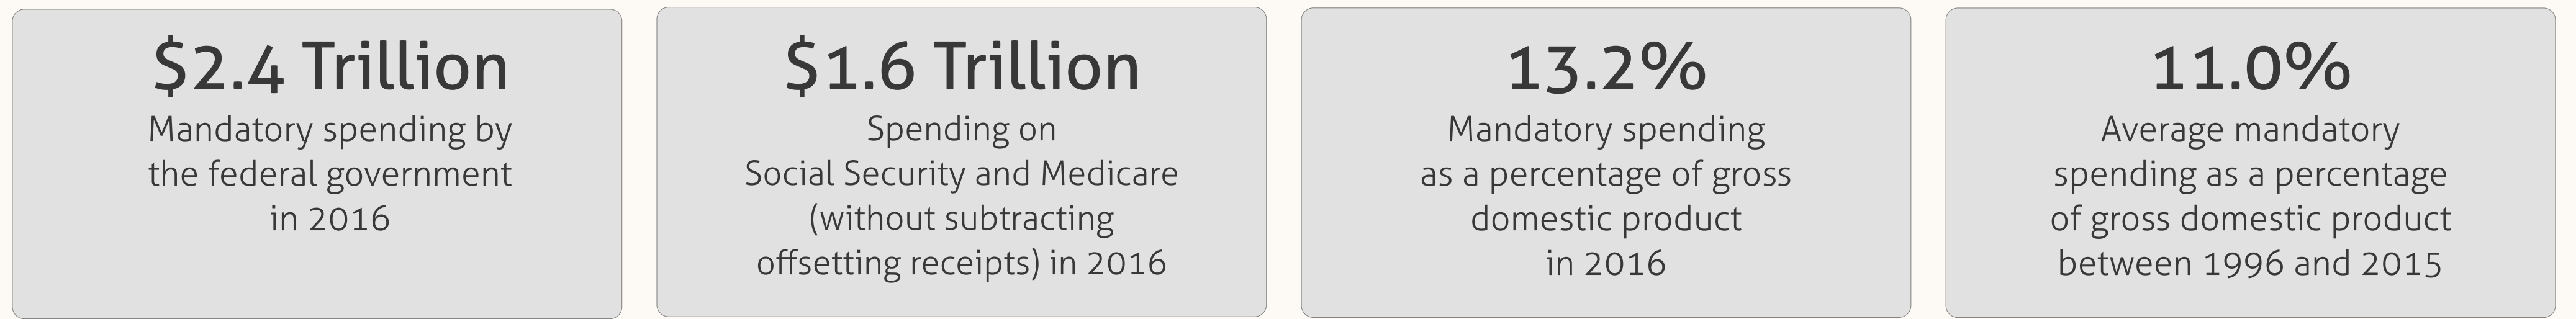 $2.4 Trillion
Mandatory spending by
the federal government
in 2016
$1.6 Trillion
Spending on
Social Security and Medicare
(without subtracting
offsetting receipts) in 2016
13.2%
Mandatory spending
as a percentage of gross
domestic product
in 2016
11.0%
Average mandatory
spending as a percentage
of gross domestic product
between 1996 and 2015